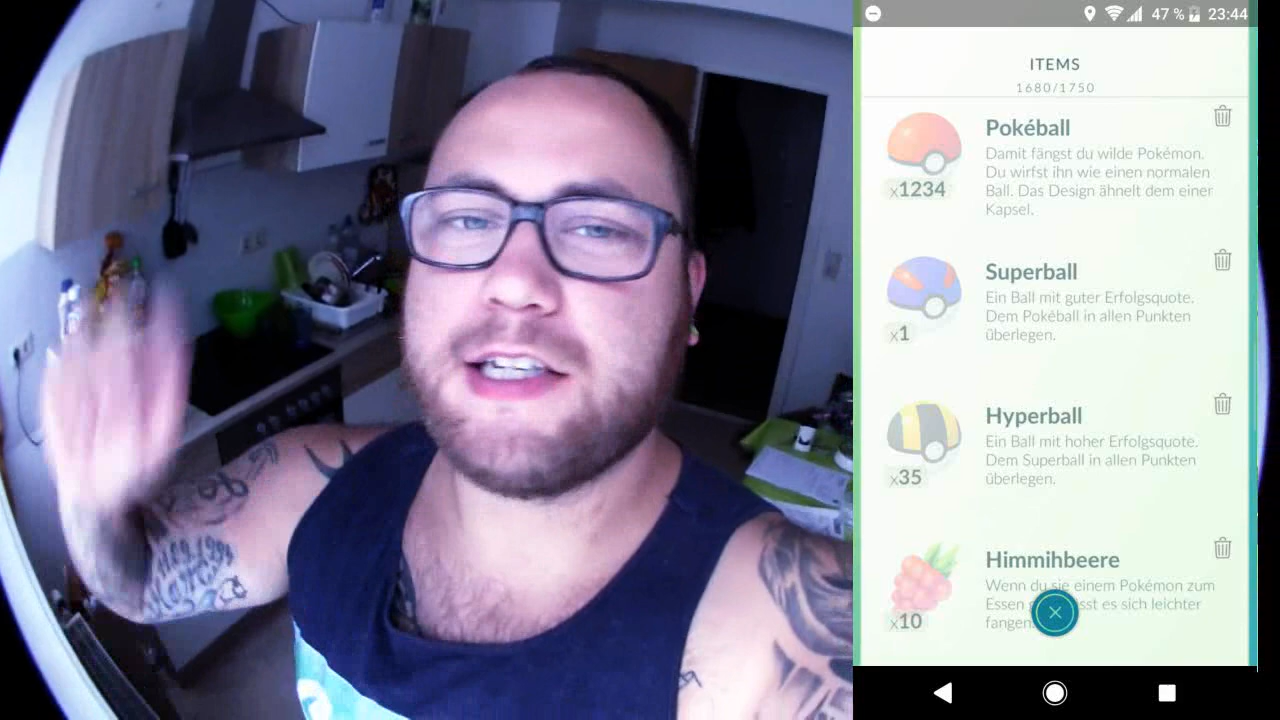 47 % 23:44
ITEMS
1680/1750
Pokéball
Damit fängst du wilde Pokémon.
Du wirfst ihn wie einen normalen
Ball. Das Design ähnelt dem einer
Kapsel.
x1234
Superball
Ein Ball mit guter Erfolgsquote.
Dem Pokéball in allen Punkten
überlegen.
x1
Hyperball
Ein Ball mit hoher Erfolgsquote.
Dem Superball in allen Punkten
überlegen.
x35
Himmihbeere
Wenn du sie einem Pokémon zum
Essen es sich leichter
fangen.
x10